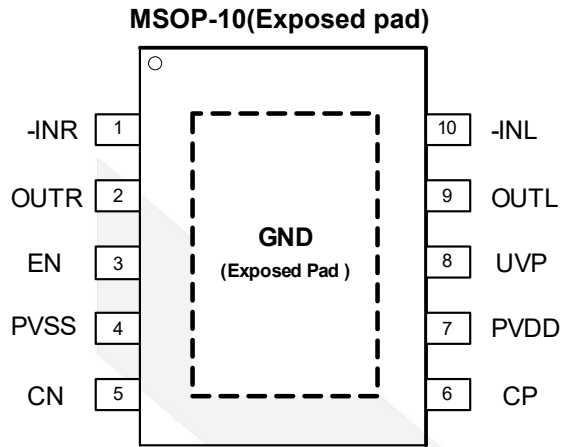 MSOP-10(Exposed pad)
-INR 1
10 -INL
OUTR 2
9 OUTL
EN 3
8 UVP
PVSS 4
7 PVDD
CN 5
6 CP
GND
(Exposed Pad )